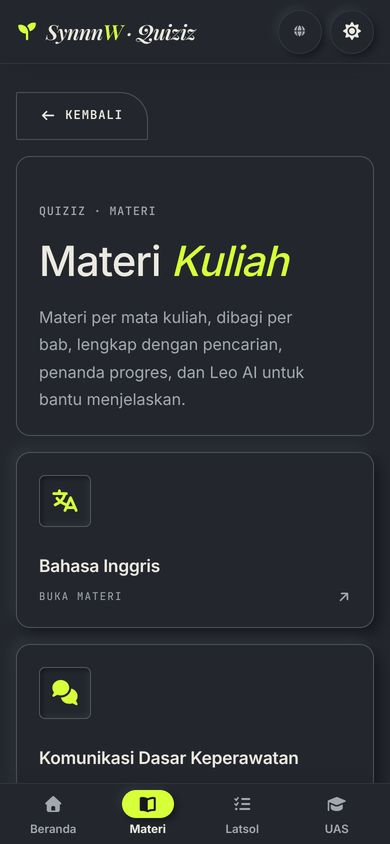 SynnnW · Quiziz
← KEMBALI
QUIZIZ · MATERI
Materi Kuliah
Materi per mata kuliah, dibagi per
bab, lengkap dengan pencarian,
penanda progres, dan Leo AI untuk
bantu menjelaskan.
Bahasa Inggris
BUKA MATERI
Komunikasi Dasar Keperawatan
Beranda
Materi
Latsol
UAS